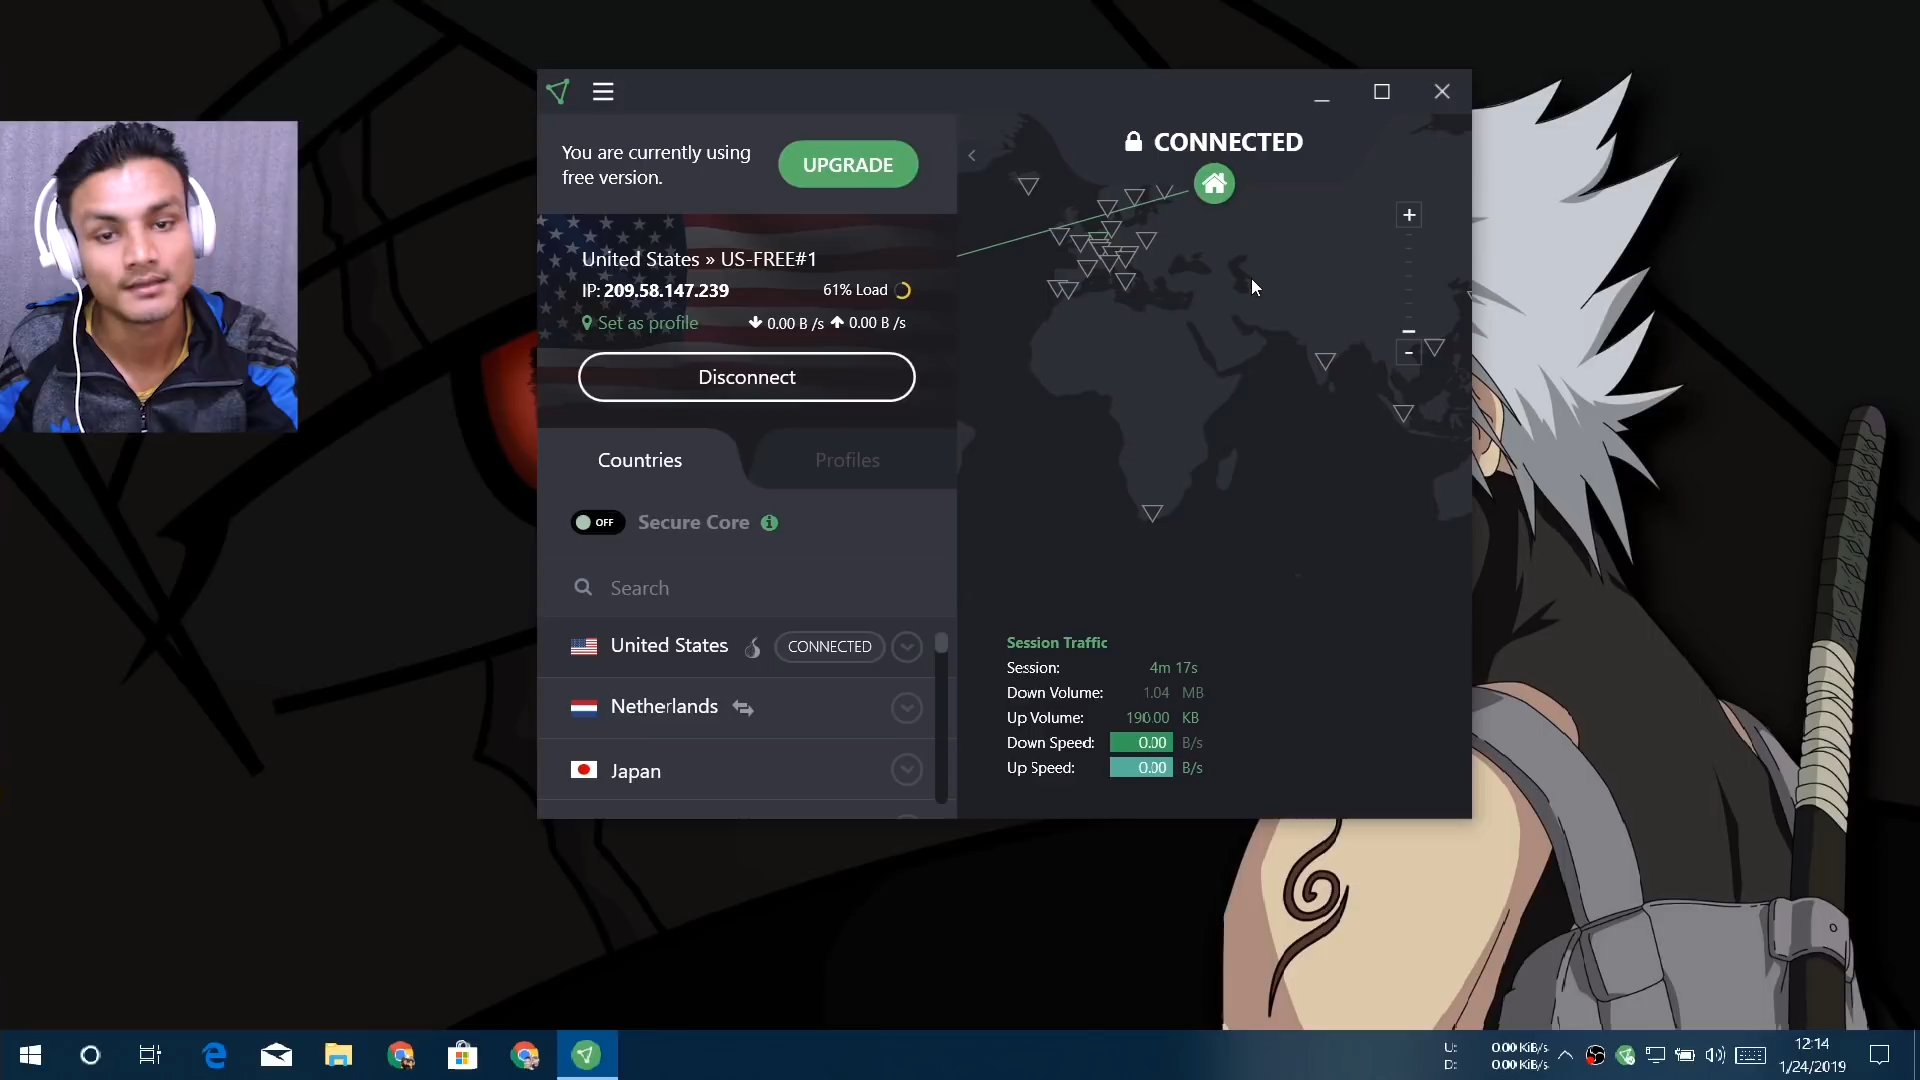 You are currently using
free version.
UPGRADE
United States » US-FREE#1
IP: 209.58.147.239
61% Load
Set as profile
0.00 B /s 0.00 B /s
Disconnect
Countries
Profiles
OFF
Secure Core
Search
United States
CONNECTED
Netherlands
Japan
CONNECTED
+
-
Session Traffic
Session: 4m 17s
Down Volume: 1.04 MB
Up Volume: 190.00 KB
Down Speed: 0.00 B/s
Up Speed: 0.00 B/s
U: 0.00 KiB/s
D: 0.00 KiB/s
12:14
1/24/2019